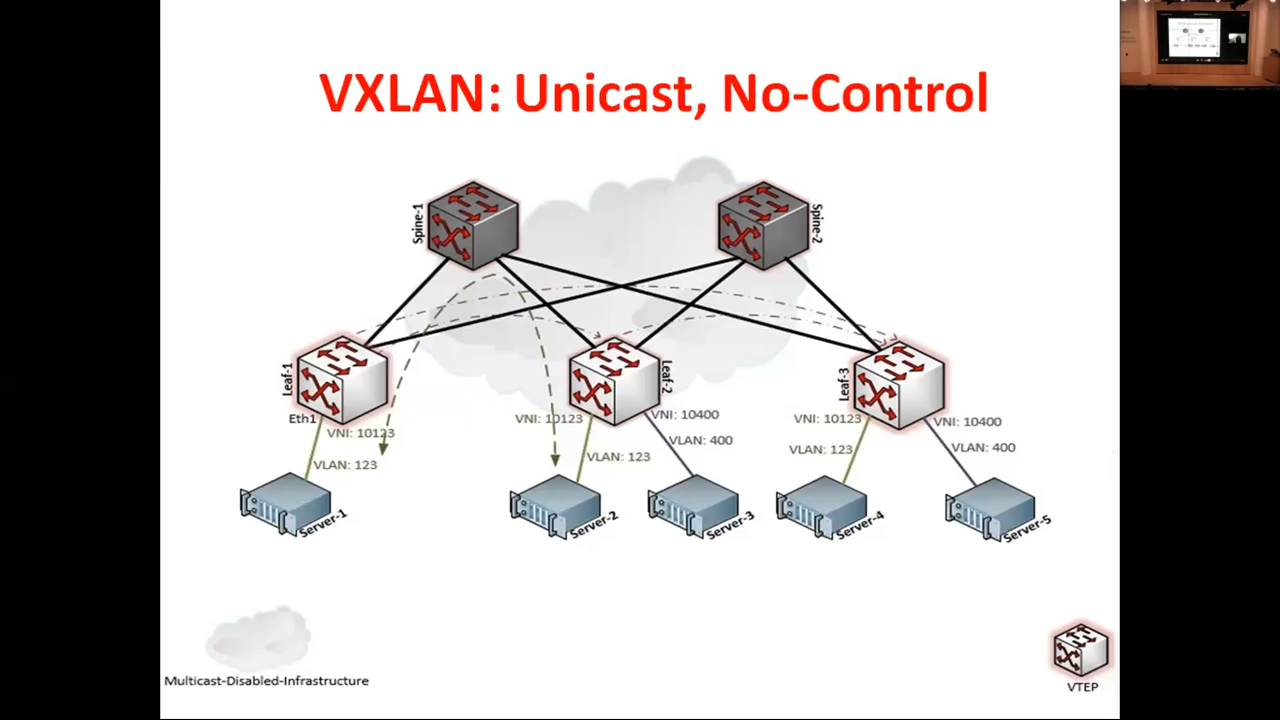 VXLAN: Unicast, No-Control
Spine-1
Spine-2
Leaf-1
Leaf-2
Leaf-3
Eth1
VNI: 10123
VLAN: 123
VNI: 10123
VLAN: 123
VNI: 10400
VLAN: 400
VNI: 10123
VLAN: 123
VNI: 10400
VLAN: 400
Server-1
Server-2
Server-3
Server-4
Server-5
Multicast-Disabled-Infrastructure
VTEP